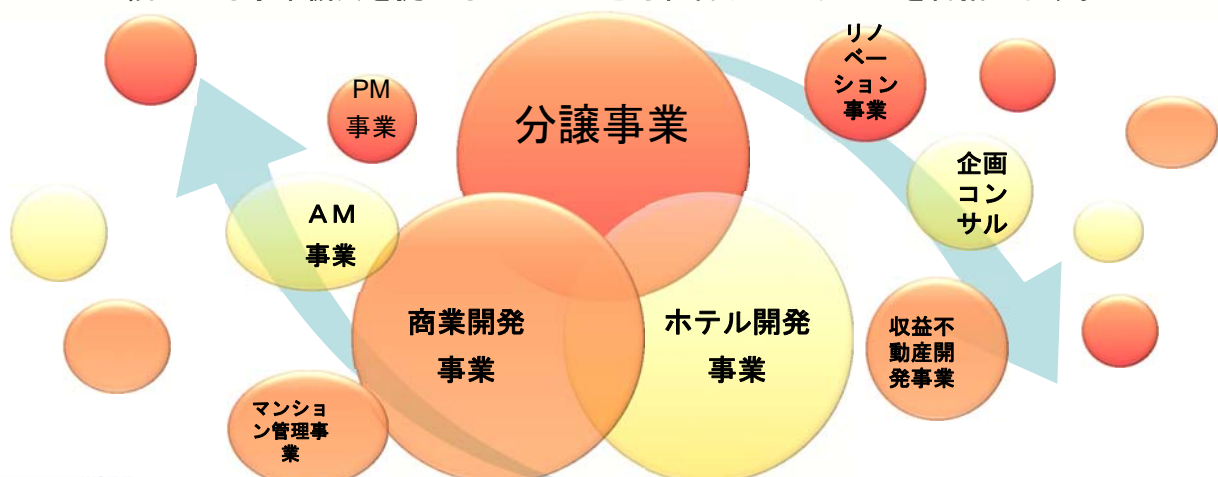 リノ
ベー
ション
事業
PM
事業
分譲事業
企画
コン
サル
ＡＭ
事業
商業開発
事業
ホテル開発
事業
収益不
動産開
発事業
マンショ
ン管理事
業